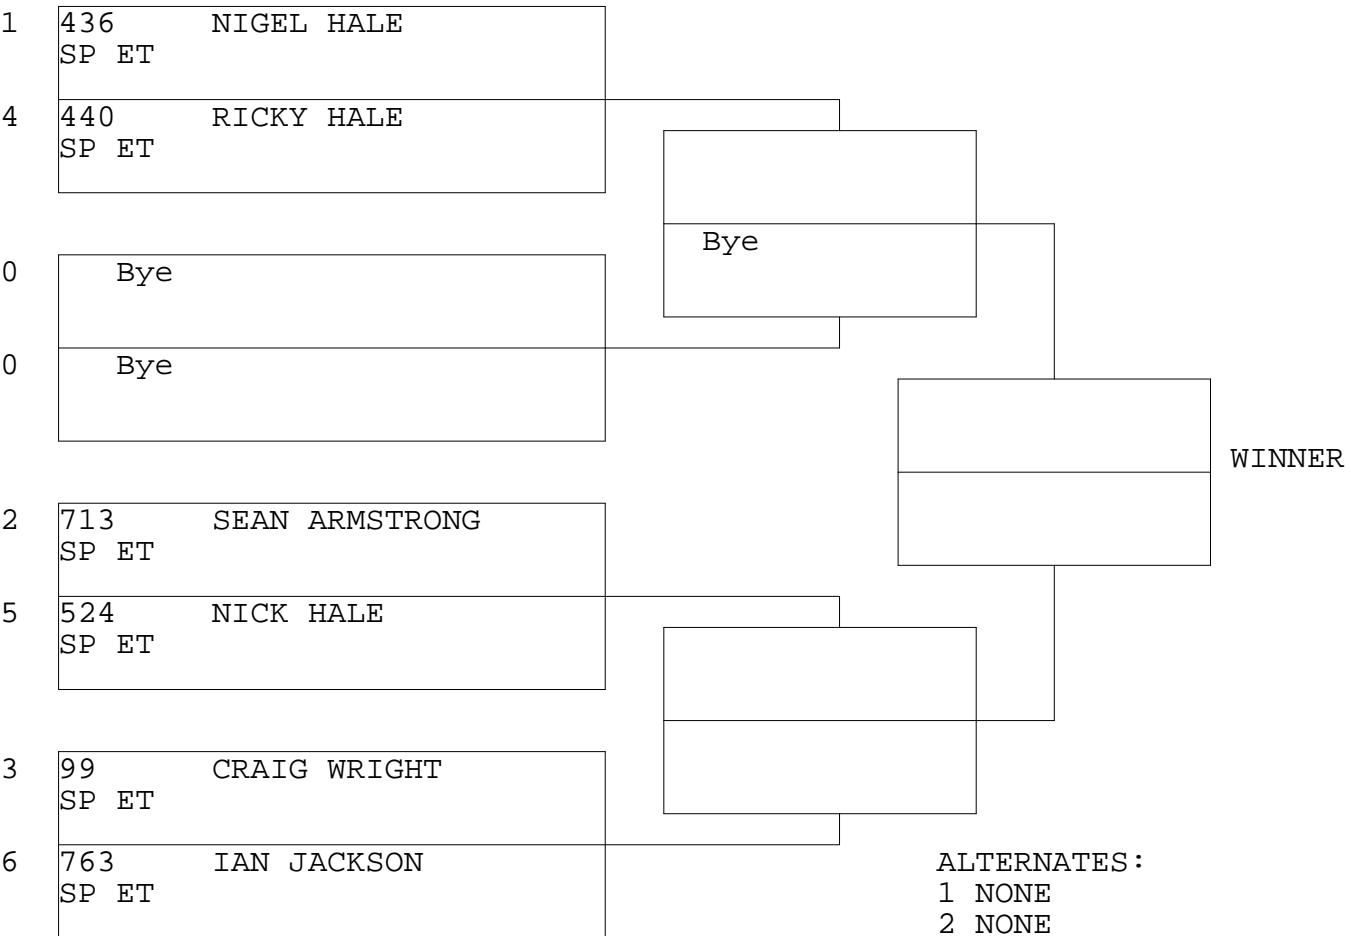 1 436 NIGEL HALE
SP ET
4 440 RICKY HALE
SP ET
Bye
0 Bye
0 Bye
WINNER
2 713 SEAN ARMSTRONG
SP ET
5 524 NICK HALE
SP ET
3 99 CRAIG WRIGHT
SP ET
6 763 IAN JACKSON
SP ET
ALTERNATES:
1 NONE
2 NONE